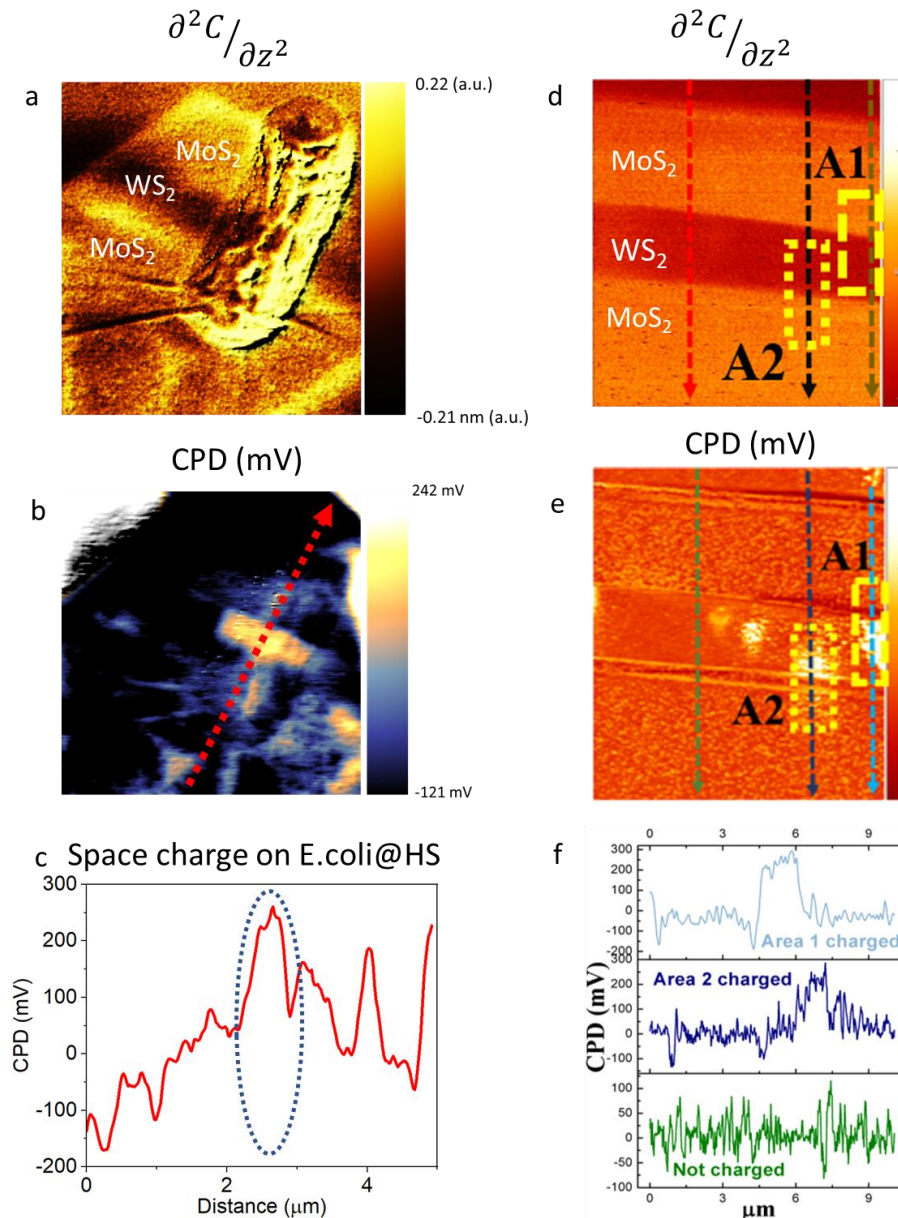 ∂²C/∂z²
a
0.22 (a.u.)
MoS₂
WS₂
MoS₂
-0.21 nm (a.u.)
CPD (mV)
b
242 mV
-121 mV
c Space charge on E.coli@HS
300
200
100
0
-100
-200
CPD (mV)
0 2 4
Distance (μm)
∂²C/∂z²
d
MoS₂
A1
WS₂
MoS₂
A2
CPD (mV)
e
A1
A2
f
0 3 6 9
300
200
100
0
-100
Area 1 charged
300
200
100
0
-100
Area 2 charged
CPD (mV)
100
50
0
-50
-100
Not charged
0 3 6 9
μm